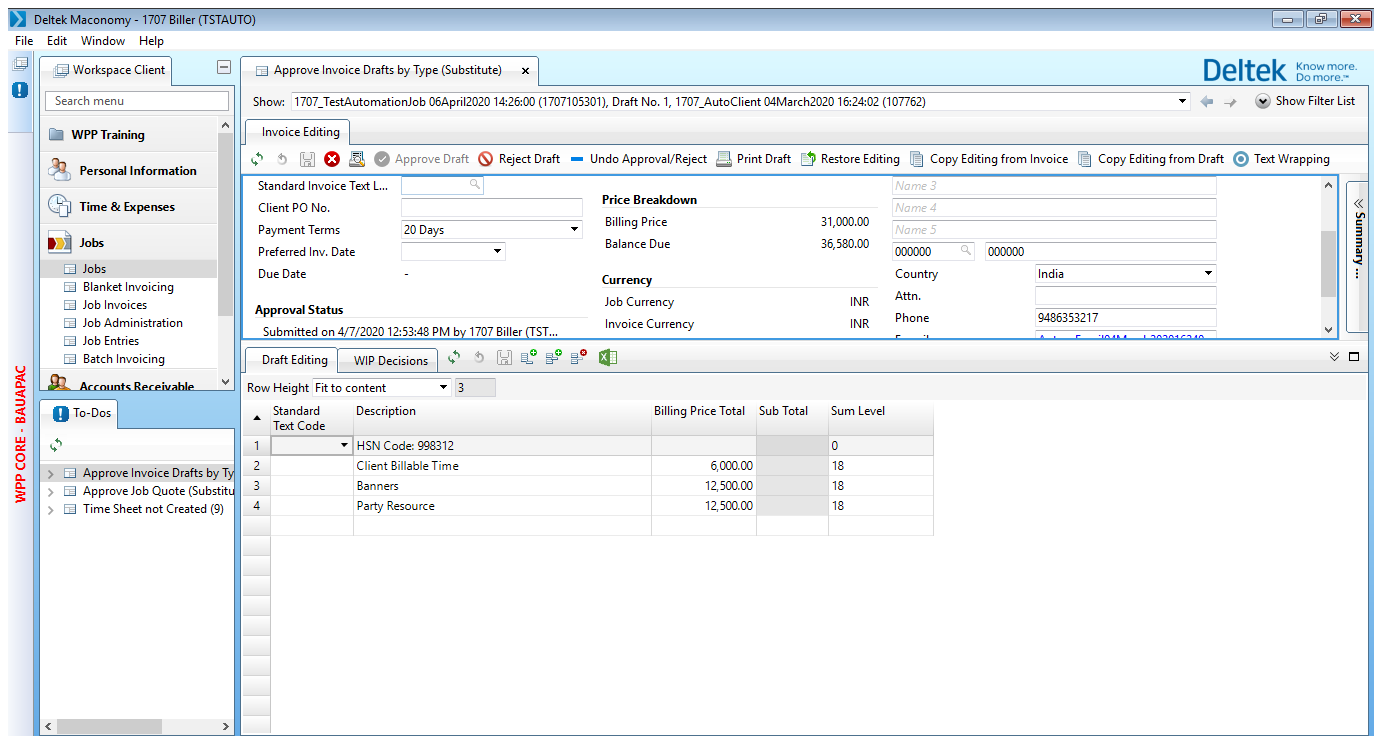 Deltek Maconomy - 1707 Biller (TSTAUTO)
File Edit Window Help
Workspace Client
Search menu
WPP Training
Personal Information
Time & Expenses
Jobs
Jobs
Blanket Invoicing
Job Invoices
Job Administration
Job Entries
Batch Invoicing
Accounts Receivable
WPP CORE - BAUAPAC
To-Dos
Approve Invoice Drafts by Ty
Approve Job Quote (Substitu
Time Sheet not Created (9)
Approve Invoice Drafts by Type (Substitute)
Deltek Know more. Do more.™
Show: 1707_TestAutomationJob 06April2020 14:26:00 (1707105301), Draft No. 1, 1707_AutoClient 04March2020 16:24:02 (107762) Show Filter List
Invoice Editing
Approve Draft Reject Draft Undo Approval/Reject Print Draft Restore Editing Copy Editing from Invoice Copy Editing from Draft Text Wrapping
Standard Invoice Text L...
Client PO No.
Payment Terms 20 Days
Preferred Inv. Date
Due Date -
Approval Status
Submitted on 4/7/2020 12:53:48 PM by 1707 Biller (TST...
Price Breakdown
Billing Price 31,000.00
Balance Due 36,580.00
Currency
Job Currency INR
Invoice Currency INR
Name 3
Name 4
Name 5
000000 000000
Country India
Attn.
Phone 9486353217
Summary ...
Draft Editing WIP Decisions
Row Height Fit to content 3
Standard Text Code Description Billing Price Total Sub Total Sum Level
1 HSN Code: 998312 0
2 Client Billable Time 6,000.00 18
3 Banners 12,500.00 18
4 Party Resource 12,500.00 18